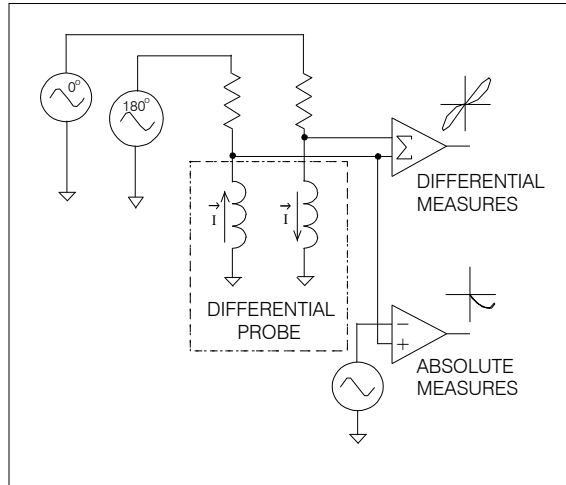 0°
180°
Σ
DIFFERENTIAL
MEASURES
I
I
DIFFERENTIAL
PROBE
−
+
ABSOLUTE
MEASURES